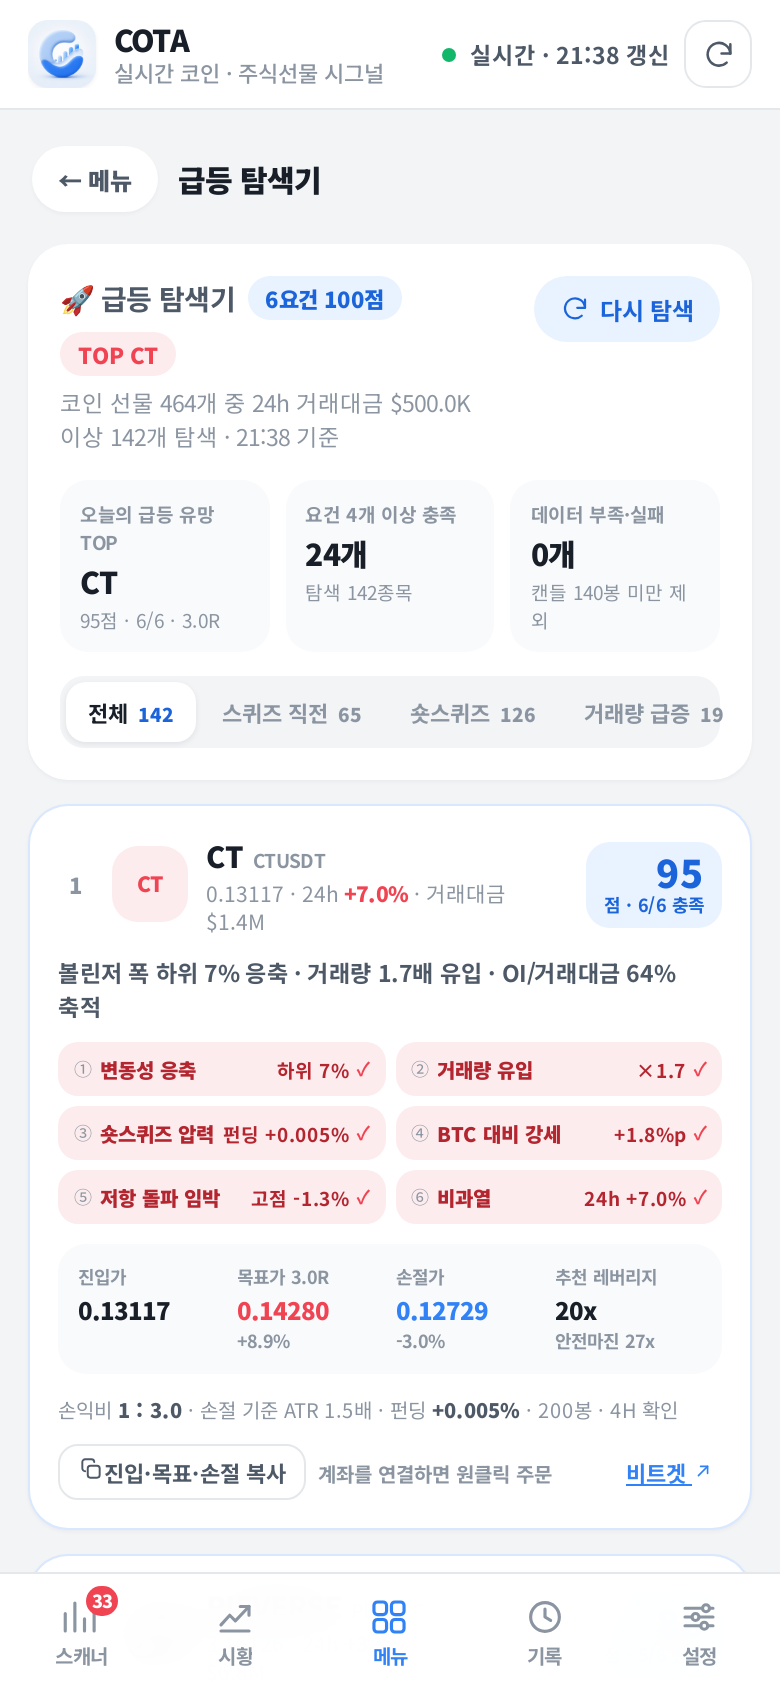 COTA
실시간 코인 · 주식선물 시그널
실시간 · 21:38 갱신
← 메뉴
급등 탐색기
🚀 급등 탐색기
6요건 100점
다시 탐색
TOP CT
코인 선물 464개 중 24h 거래대금 $500.0K
이상 142개 탐색 · 21:38 기준
오늘의 급등 유망
TOP
CT
95점 · 6/6 · 3.0R
요건 4개 이상 충족
24개
탐색 142종목
데이터 부족·실패
0개
캔들 140봉 미만 제
외
전체 142
스퀴즈 직전 65
숏스퀴즈 126
거래량 급증 19
1
CT
CT CTUSDT
0.13117 · 24h +7.0% · 거래대금
$1.4M
95
점 · 6/6 충족
볼린저 폭 하위 7% 응축 · 거래량 1.7배 유입 · OI/거래대금 64%
축적
① 변동성 응축 하위 7% ✓
② 거래량 유입 ×1.7 ✓
③ 숏스퀴즈 압력 펀딩 +0.005% ✓
④ BTC 대비 강세 +1.8%p ✓
⑤ 저항 돌파 임박 고점 -1.3% ✓
⑥ 비과열 24h +7.0% ✓
진입가
0.13117
목표가 3.0R
0.14280
+8.9%
손절가
0.12729
-3.0%
추천 레버리지
20x
안전마진 27x
손익비 1 : 3.0 · 손절 기준 ATR 1.5배 · 펀딩 +0.005% · 200봉 · 4H 확인
진입·목표·손절 복사
계좌를 연결하면 원클릭 주문
비트겟 ↗
33
스캐너
시황
메뉴
기록
설정